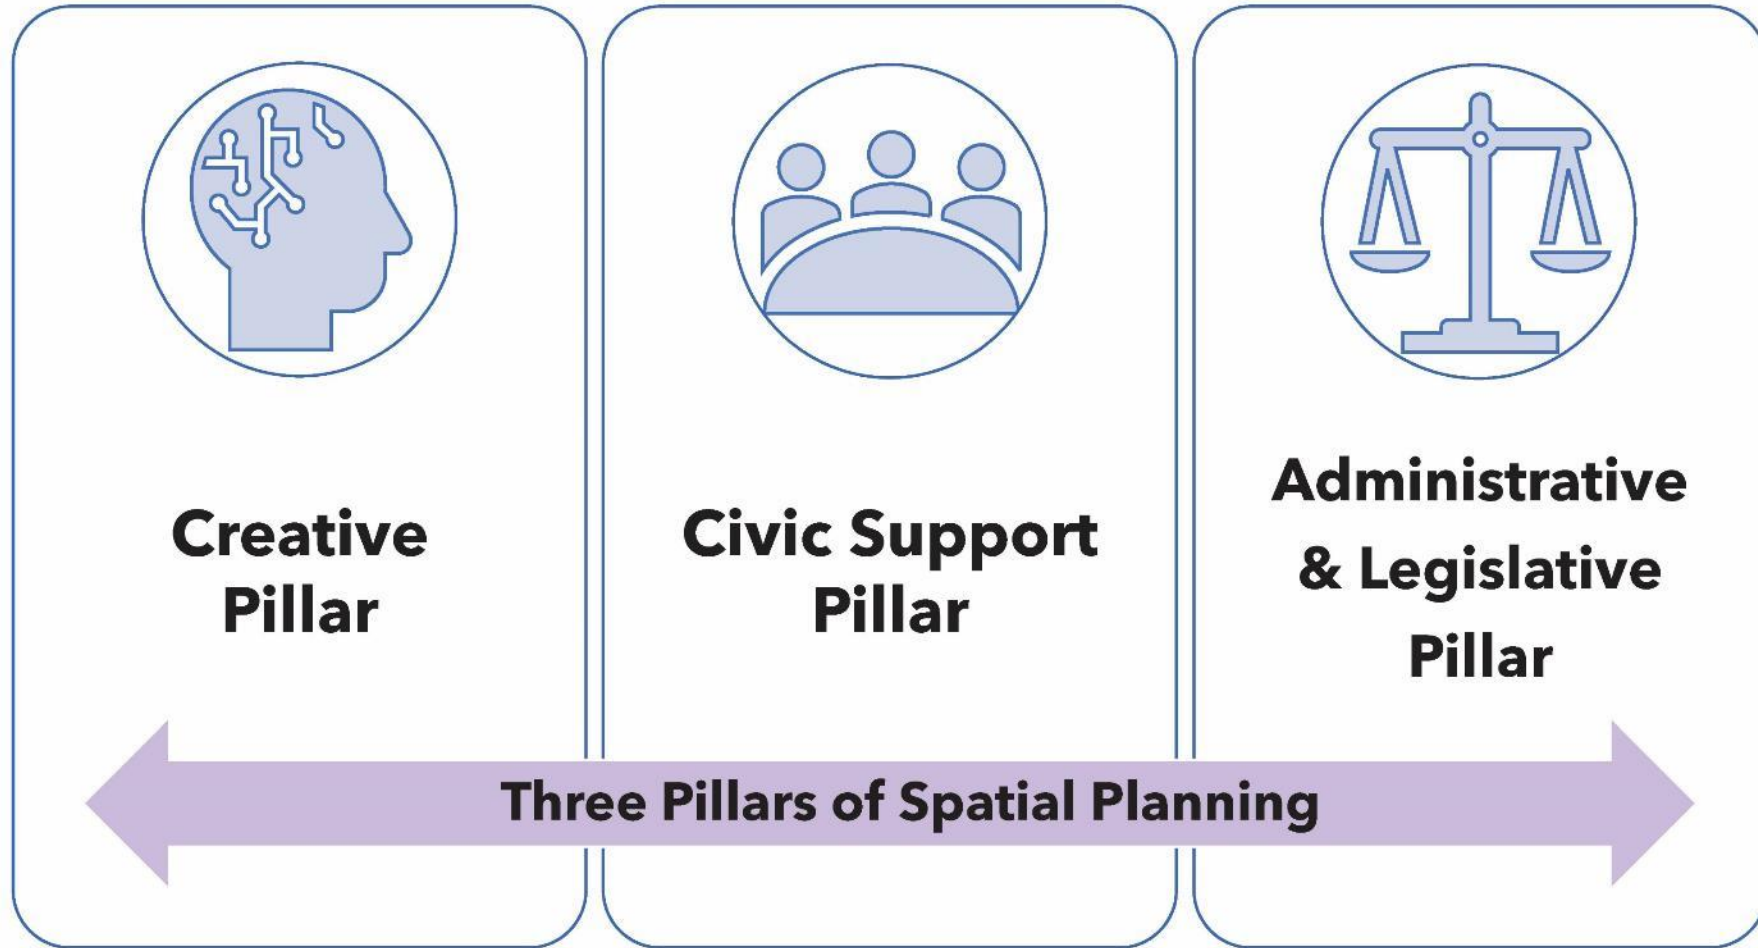 Creative
Pillar
Civic Support
Pillar
Administrative
& Legislative
Pillar
Three Pillars of Spatial Planning